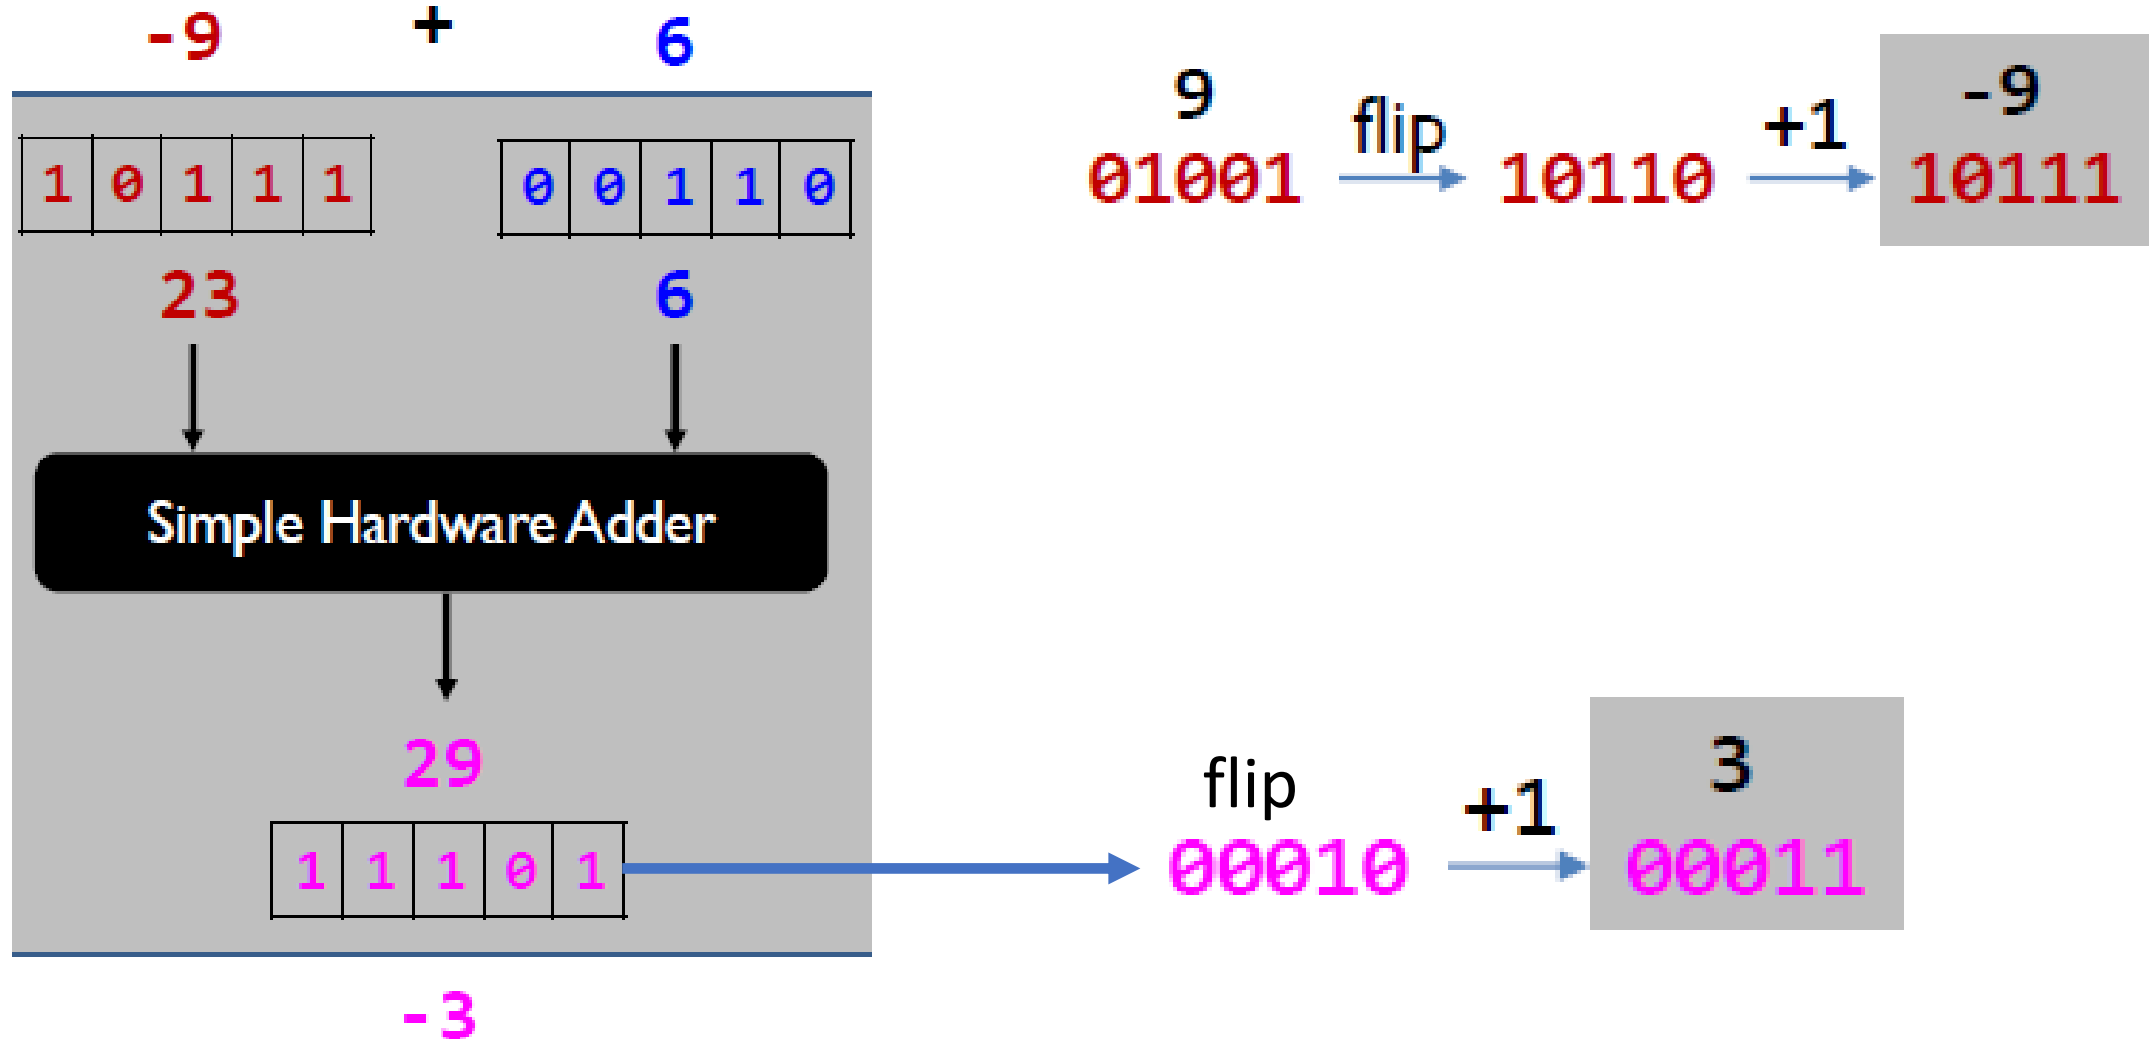 -9 + 6
1 0 1 1 1
0 0 1 1 0
23
6
Simple Hardware Adder
29
1 1 1 0 1
-3
9
01001
flip
10110
+1
-9
10111
flip
00010
+1
3
00011